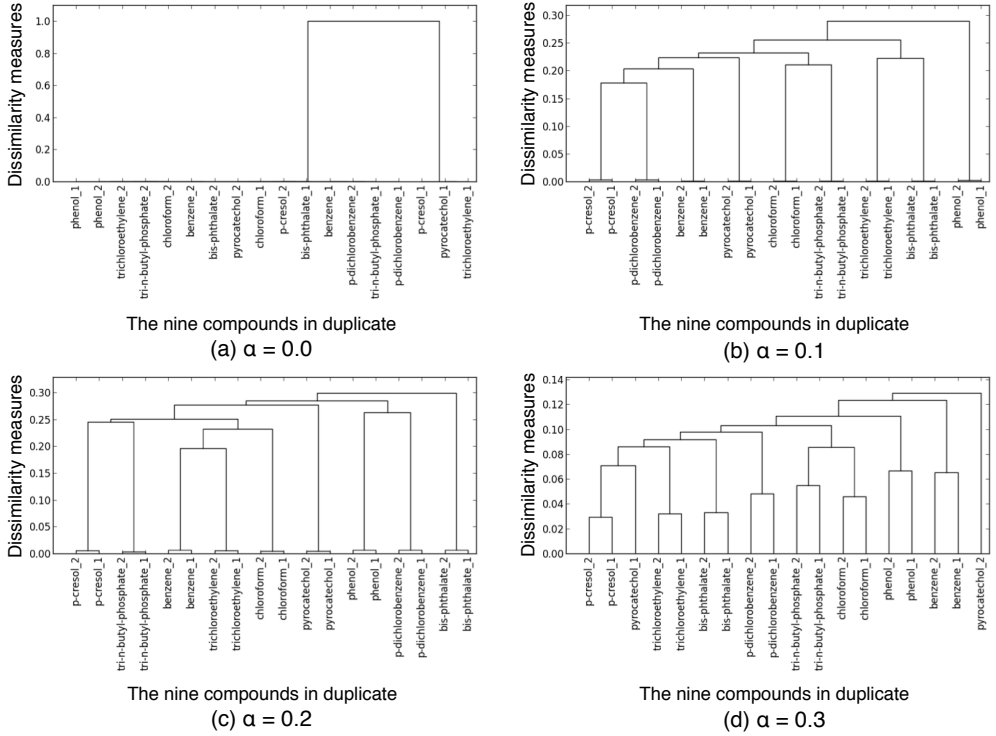 Dissimilarity measures
1.0
0.8
0.6
0.4
0.2
0.0
phenol_1
phenol_2
trichloroethylene_2
tri-n-butyl-phosphate_2
chloroform_2
benzene_2
bis-phthalate_2
pyrocatechol_2
chloroform_1
p-cresol_2
bis-phthalate_1
benzene_1
p-dichlorobenzene_2
tri-n-butyl-phosphate_1
p-dichlorobenzene_1
p-cresol_1
pyrocatechol_1
trichloroethylene_1
The nine compounds in duplicate
(a) α = 0.0
Dissimilarity measures
0.30
0.25
0.20
0.15
0.10
0.05
0.00
p-cresol_2
p-cresol_1
p-dichlorobenzene_2
p-dichlorobenzene_1
benzene_2
benzene_1
pyrocatechol_2
pyrocatechol_1
chloroform_2
chloroform_1
tri-n-butyl-phosphate_1
tri-n-butyl-phosphate_2
trichloroethylene_2
trichloroethylene_1
bis-phthalate_2
bis-phthalate_1
phenol_2
phenol_1
The nine compounds in duplicate
(b) α = 0.1
Dissimilarity measures
0.30
0.25
0.20
0.15
0.10
0.05
0.00
p-cresol_2
p-cresol_1
tri-n-butyl-phosphate_2
tri-n-butyl-phosphate_1
benzene_2
benzene_1
trichloroethylene_2
trichloroethylene_1
chloroform_2
chloroform_1
pyrocatechol_2
pyrocatechol_1
phenol_2
phenol_1
p-dichlorobenzene_2
p-dichlorobenzene_1
bis-phthalate_2
bis-phthalate_1
The nine compounds in duplicate
(c) α = 0.2
Dissimilarity measures
0.14
0.12
0.10
0.08
0.06
0.04
0.02
0.00
p-cresol_2
p-cresol_1
pyrocatechol_1
trichloroethylene_2
trichloroethylene_1
bis-phthalate_2
bis-phthalate_1
p-dichlorobenzene_2
p-dichlorobenzene_1
tri-n-butyl-phosphate_2
tri-n-butyl-phosphate_1
chloroform_2
chloroform_1
phenol_2
phenol_1
benzene_2
benzene_1
pyrocatechol_2
The nine compounds in duplicate
(d) α = 0.3